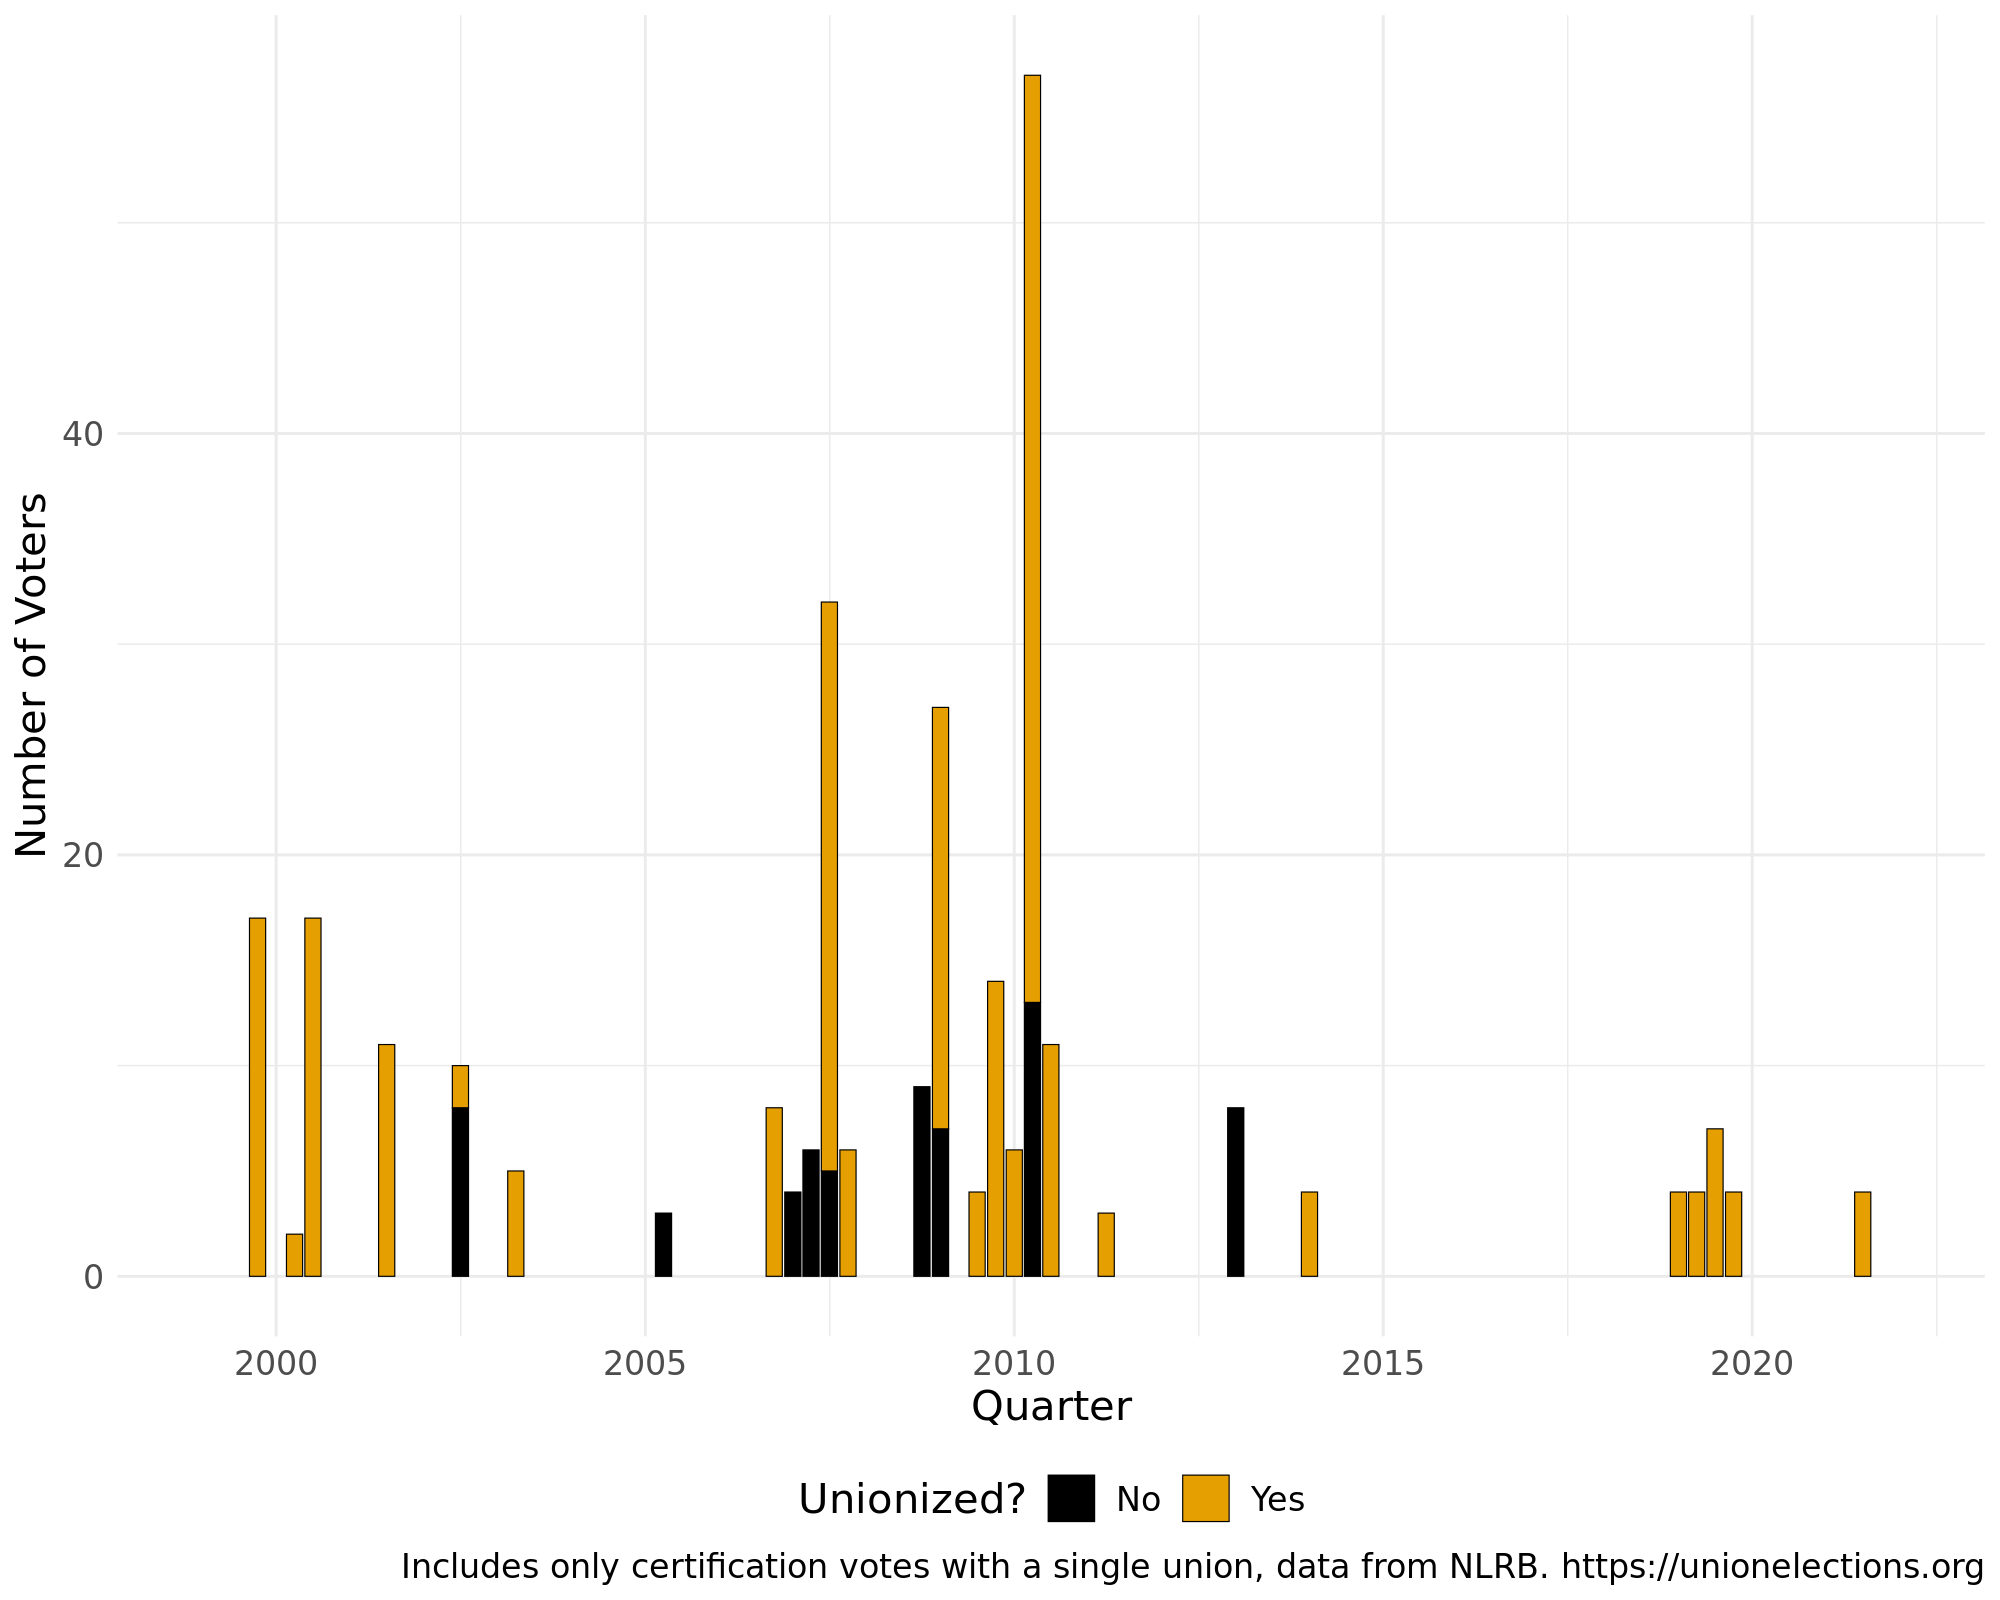 Number of Voters
40
20
0
2000 2005 2010 2015 2020
Quarter
Unionized? No Yes
Includes only certification votes with a single union, data from NLRB. https://unionelections.org